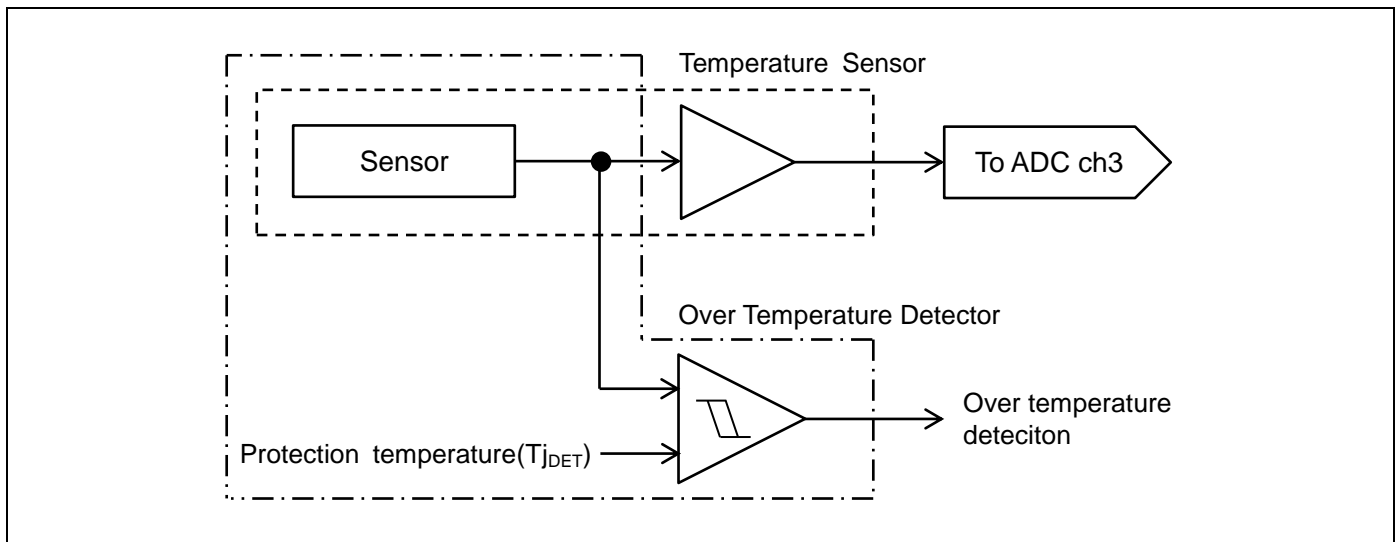 Temperature Sensor
Sensor
To ADC ch3
Over Temperature Detector
Over temperature
deteciton
Protection temperature(TjDET)